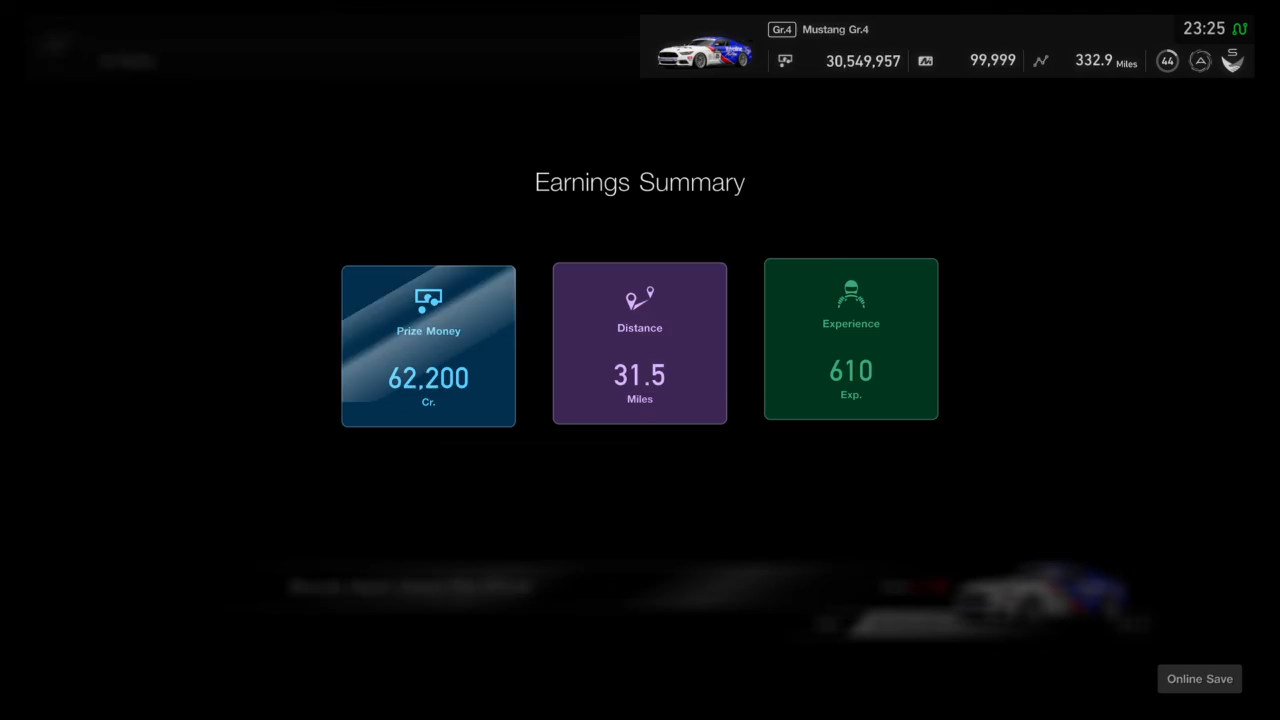 Gr.4 Mustang Gr.4
23:25
30,549,957
99,999
332.9 Miles
44
A
S
Earnings Summary
Prize Money
62,200
Cr.
Distance
31.5
Miles
Experience
610
Exp.
Online Save